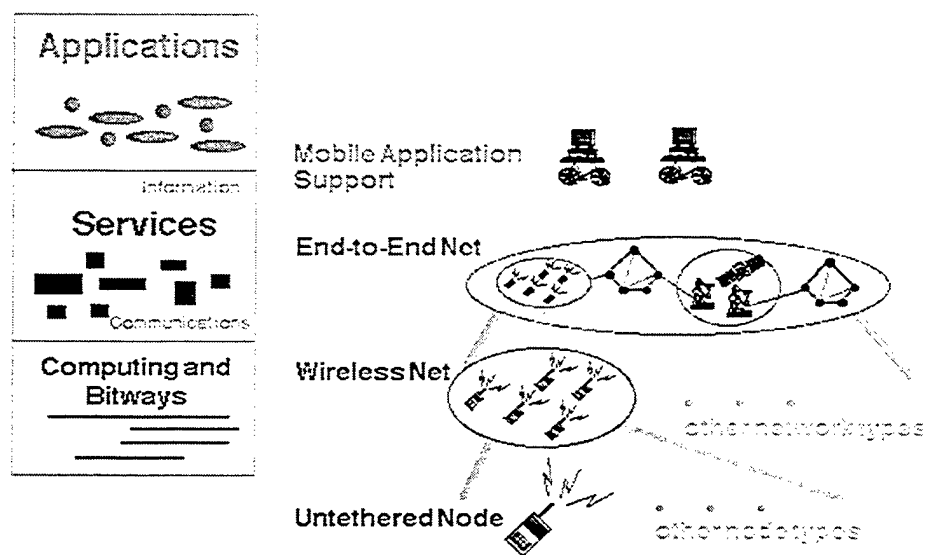 Applications
Information
Services
Communications
Computing and
Bitways
Mobile Application
Support
End-to-End Net
Wireless Net
other network types
Untethered Node
other node types